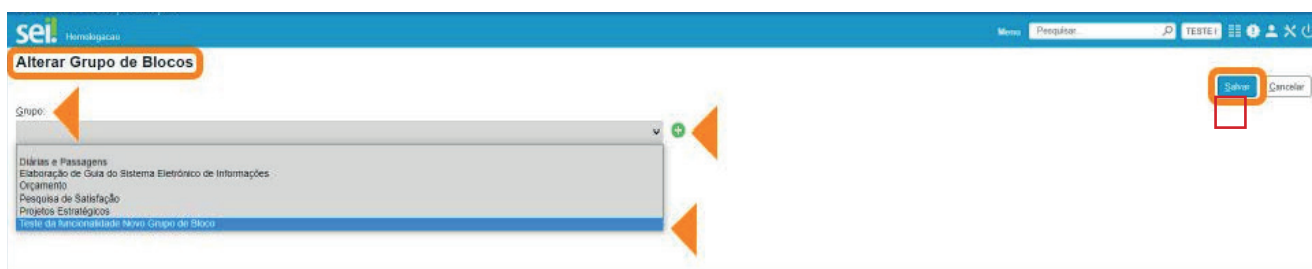 sei! Homologacao
Menu Pesquisar... TESTE I
Alterar Grupo de Blocos
Salvar Cancelar
Grupo:
Diárias e Passagens
Elaboração de Guia do Sistema Eletrônico de Informações
Orçamento
Pesquisa de Satisfação
Projetos Estratégicos
Teste da funcionalidade Novo Grupo de Bloco